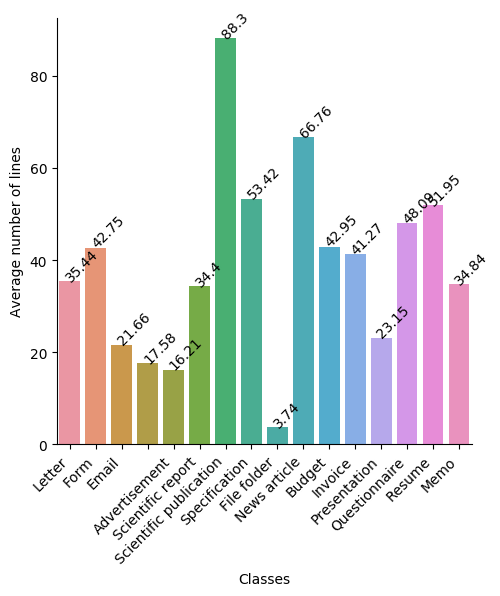 88.3
80
66.76
60
53.42
48.09
51.95
42.75
42.95
41.27
40
35.44
34.4
34.84
21.66
23.15
20
17.58
16.21
3.74
0
Average number of lines
Letter
Form
Email
Advertisement
Scientific report
Scientific publication
Specification
File folder
News article
Budget
Invoice
Presentation
Questionnaire
Resume
Memo
Classes